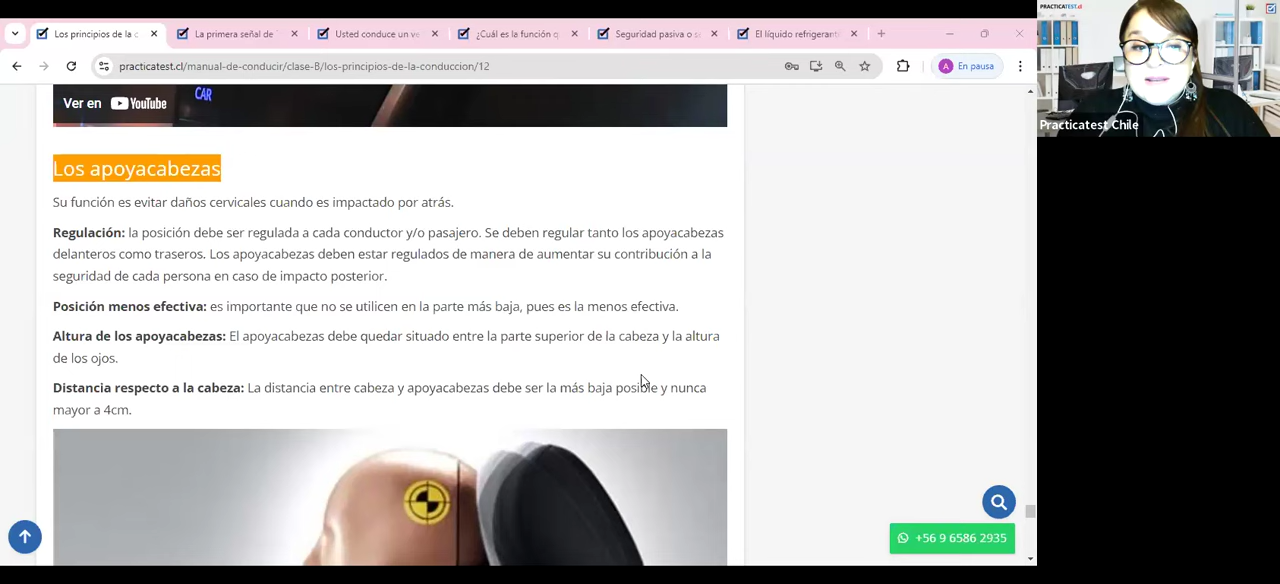 Los principios de la c
La primera señal de
Usted conduce un ve
¿Cuál es la función q
Seguridad pasiva o s
El líquido refrigerant
practicatest.cl/manual-de-conducir/clase-B/los-principios-de-la-conduccion/12
A En pausa
PRACTICATEST.cl
Practicatest Chile
Ver en YouTube
CAR
Los apoyacabezas
Su función es evitar daños cervicales cuando es impactado por atrás.
Regulación: la posición debe ser regulada a cada conductor y/o pasajero. Se deben regular tanto los apoyacabezas
delanteros como traseros. Los apoyacabezas deben estar regulados de manera de aumentar su contribución a la
seguridad de cada persona en caso de impacto posterior.
Posición menos efectiva: es importante que no se utilicen en la parte más baja, pues es la menos efectiva.
Altura de los apoyacabezas: El apoyacabezas debe quedar situado entre la parte superior de la cabeza y la altura
de los ojos.
Distancia respecto a la cabeza: La distancia entre cabeza y apoyacabezas debe ser la más baja posible y nunca
mayor a 4cm.
+56 9 6586 2935